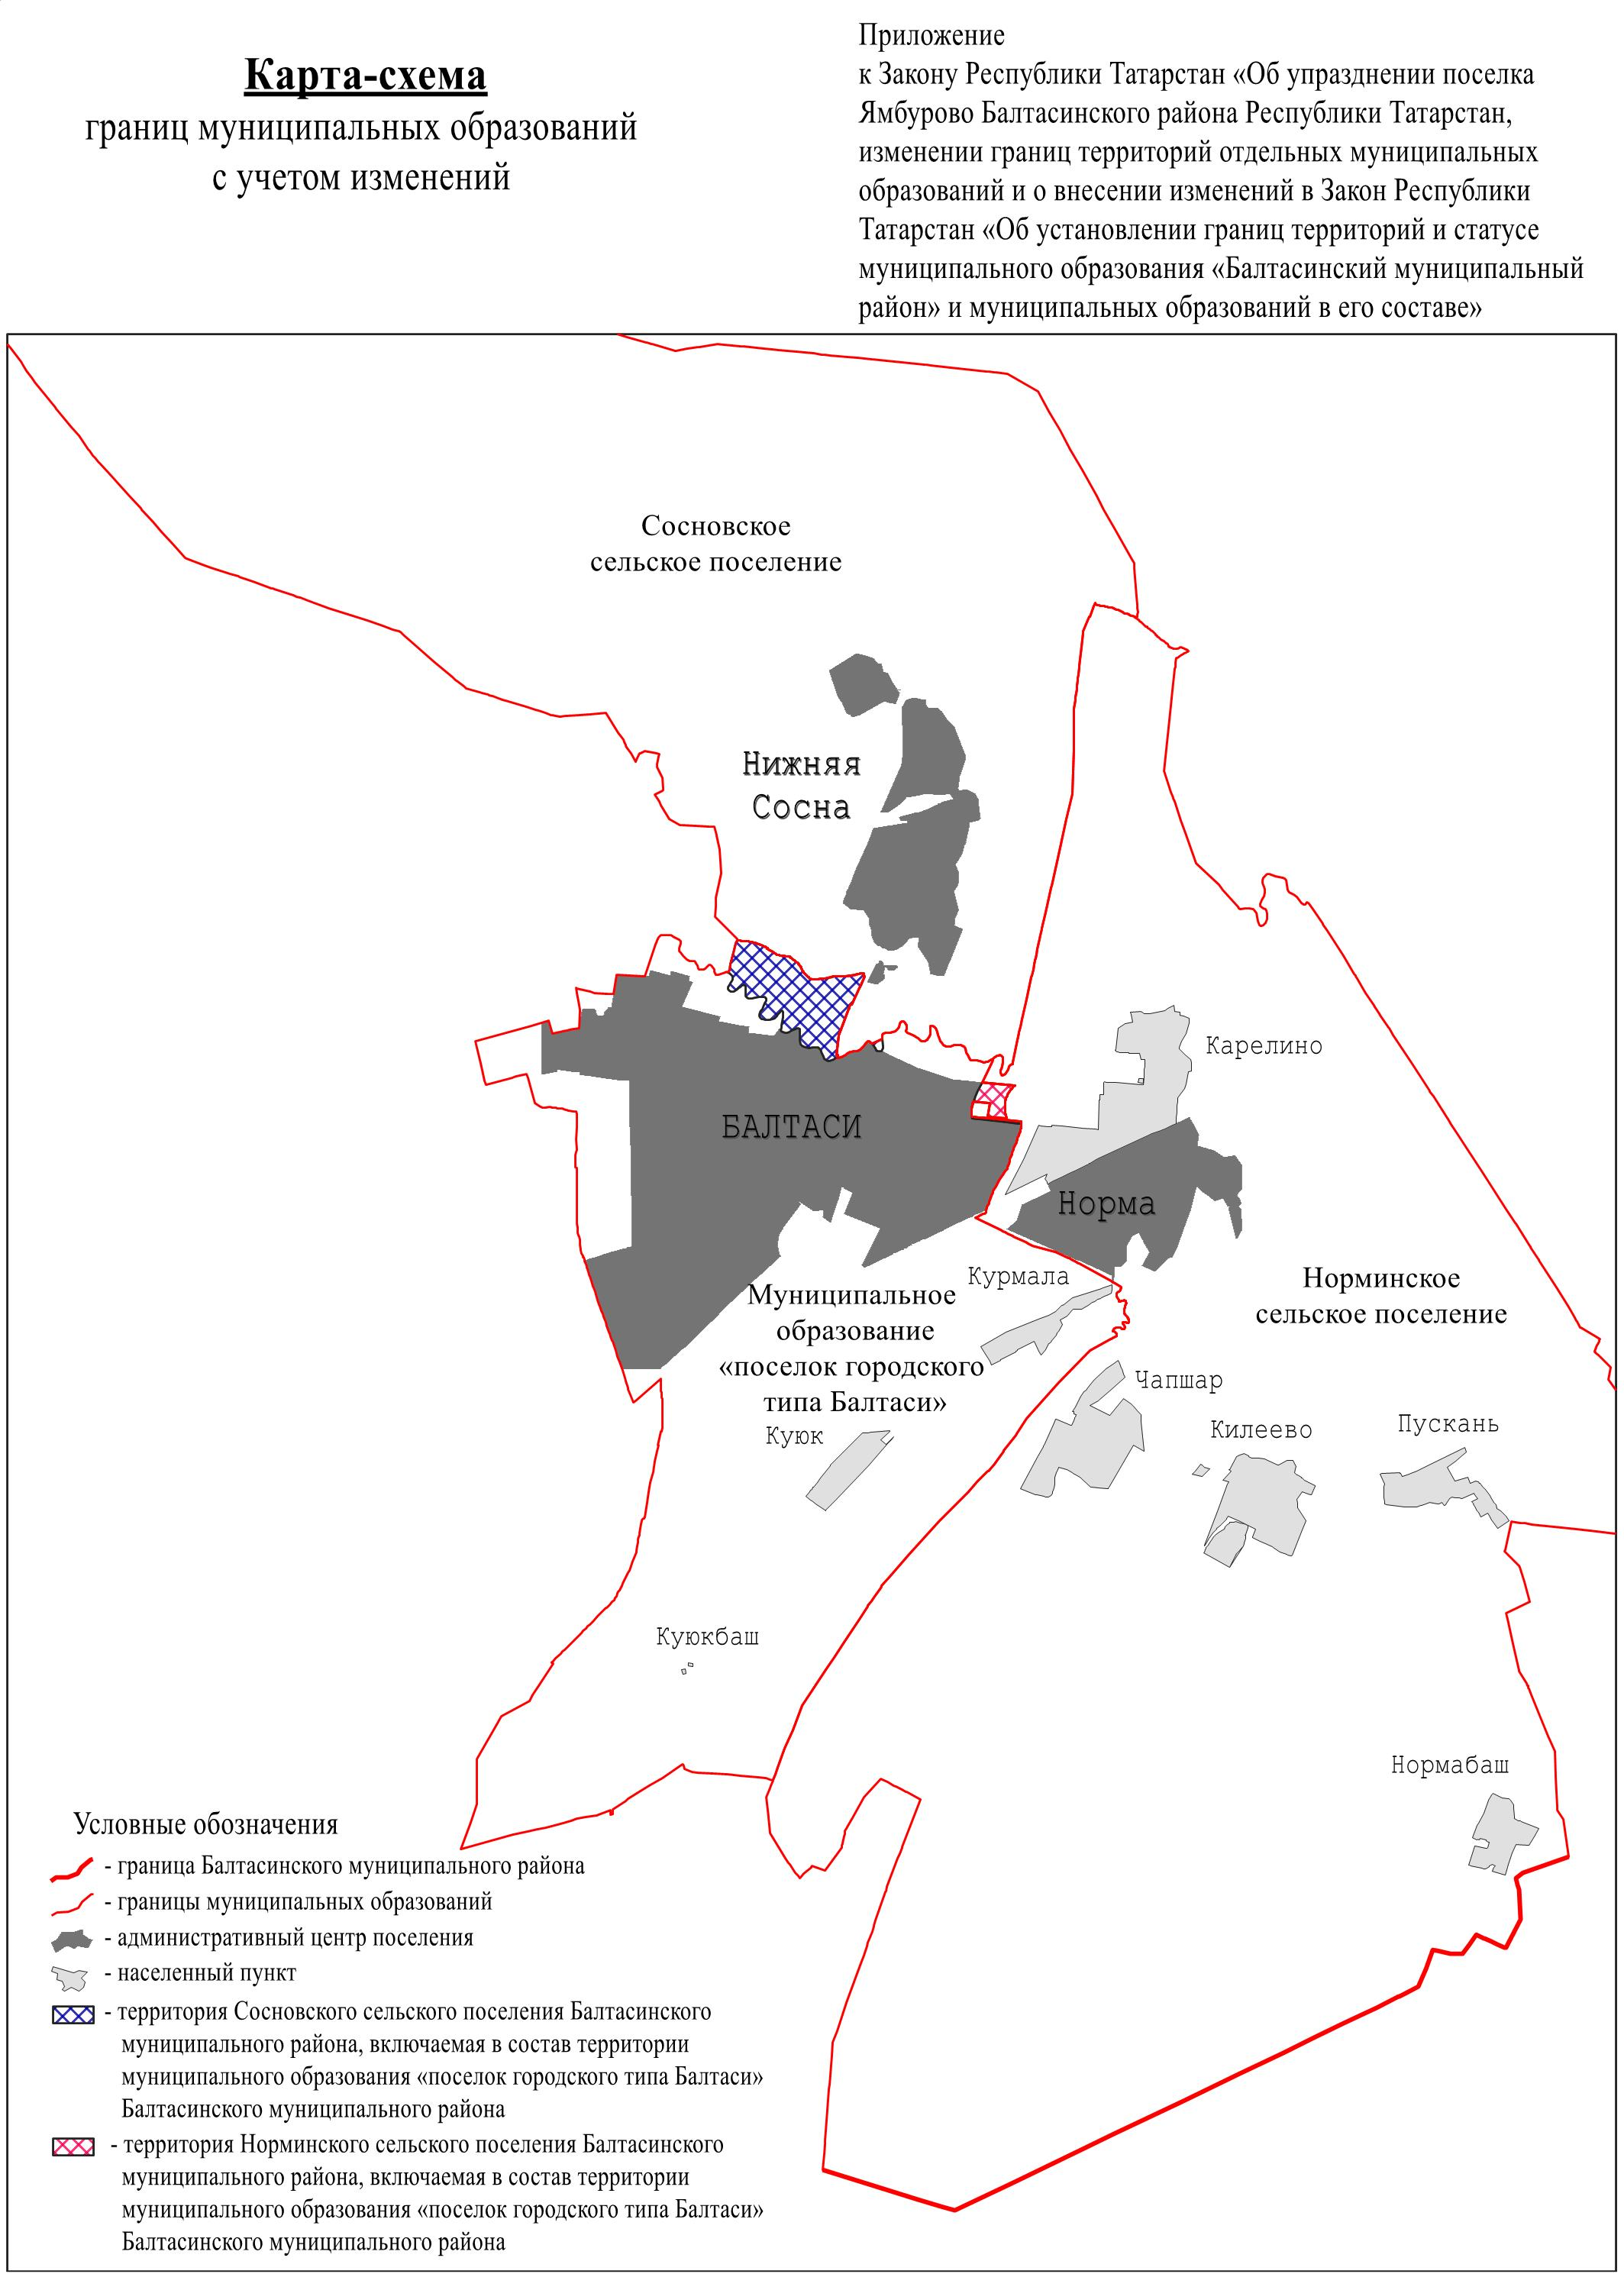 Карта-схема
границ муниципальных образований
с учетом изменений
Приложение
к Закону Республики Татарстан «Об упразднении поселка
Ямбурово Балтасинского района Республики Татарстан,
изменении границ территорий отдельных муниципальных
образований и о внесении изменений в Закон Республики
Татарстан «Об установлении границ территорий и статусе
муниципального образования «Балтасинский муниципальный
район» и муниципальных образований в его составе»
Сосновское
сельское поселение
Нижняя
Сосна
Карелино
БАЛТАСИ
Норма
Курмала
Норминское
сельское поселение
Муниципальное
образование
«поселок городского
типа Балтаси»
Чапшар
Килеево
Пускань
Куюк
Куюкбаш
Нормабаш
Условные обозначения
- граница Балтасинского муниципального района
- границы муниципальных образований
- административный центр поселения
- населенный пункт
- территория Сосновского сельского поселения Балтасинского
муниципального района, включаемая в состав территории
муниципального образования «поселок городского типа Балтаси»
Балтасинского муниципального района
- территория Норминского сельского поселения Балтасинского
муниципального района, включаемая в состав территории
муниципального образования «поселок городского типа Балтаси»
Балтасинского муниципального района